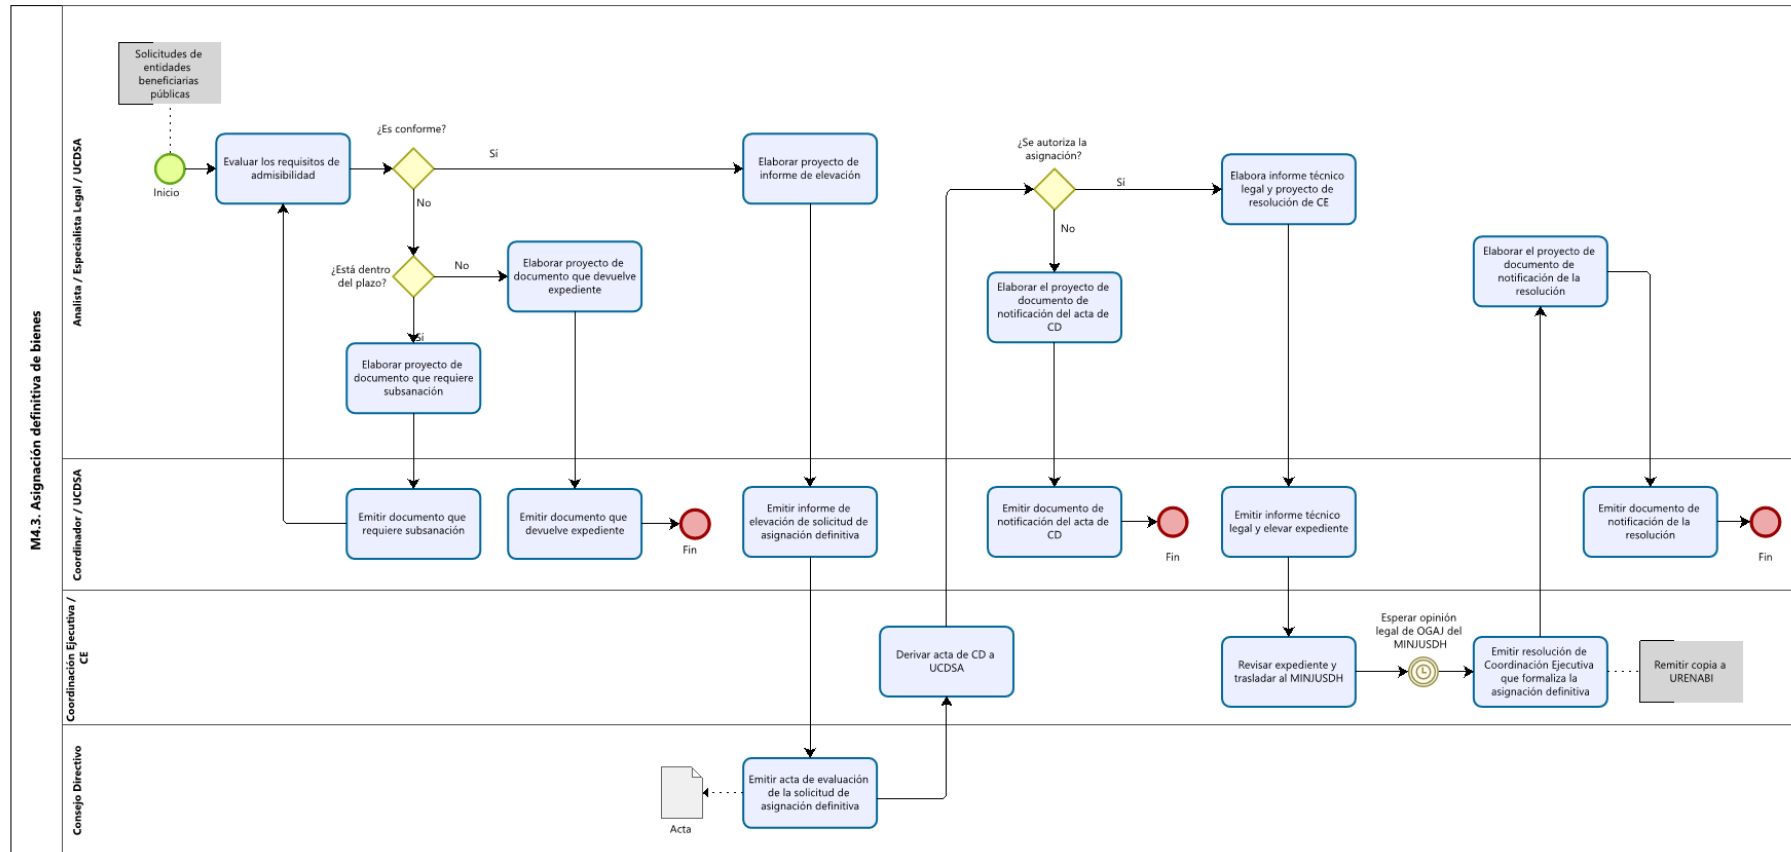 M4.3. Asignación definitiva de bienes
Analista / Especialista Legal / UCDSA
Solicitudes de
entidades
beneficiarias
públicas
Inicio
Evaluar los requisitos de
admisibilidad
¿Es conforme?
Sí
No
¿Está dentro
del plazo?
No
Sí
Elaborar proyecto de
documento que devuelve
expediente
Elaborar proyecto de
documento que requiere
subsanación
Elaborar proyecto de
informe de elevación
¿Se autoriza la
asignación?
Sí
No
Elaborar el proyecto de
documento de
notificación del acta de
CD
Elabora informe técnico
legal y proyecto de
resolución de CE
Elaborar el proyecto de
documento de
notificación de la
resolución
Coordinador / UCDSA
Emitir documento que
requiere subsanación
Emitir documento que
devuelve expediente
Fin
Emitir informe de
elevación de solicitud de
asignación definitiva
Emitir documento de
notificación del acta de
CD
Fin
Emitir informe técnico
legal y elevar expediente
Emitir documento de
notificación de la
resolución
Fin
Coordinación Ejecutiva /
CE
Derivar acta de CD a
UCDSA
Revisar expediente y
trasladar al MINJUSDH
Esperar opinión
legal de OGAJ del
MINJUSDH
Emitir resolución de
Coordinación Ejecutiva
que formaliza la
asignación definitiva
Remitir copia a
URENABI
Consejo Directivo
Acta
Emitir acta de evaluación
de la solicitud de
asignación definitiva